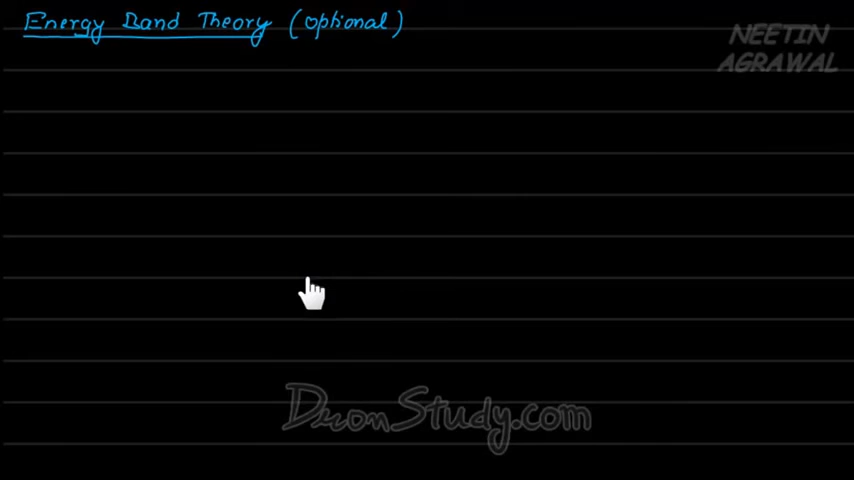 Energy Band Theory (optional)
NEETIN
AGRAWAL
DronStudy.com